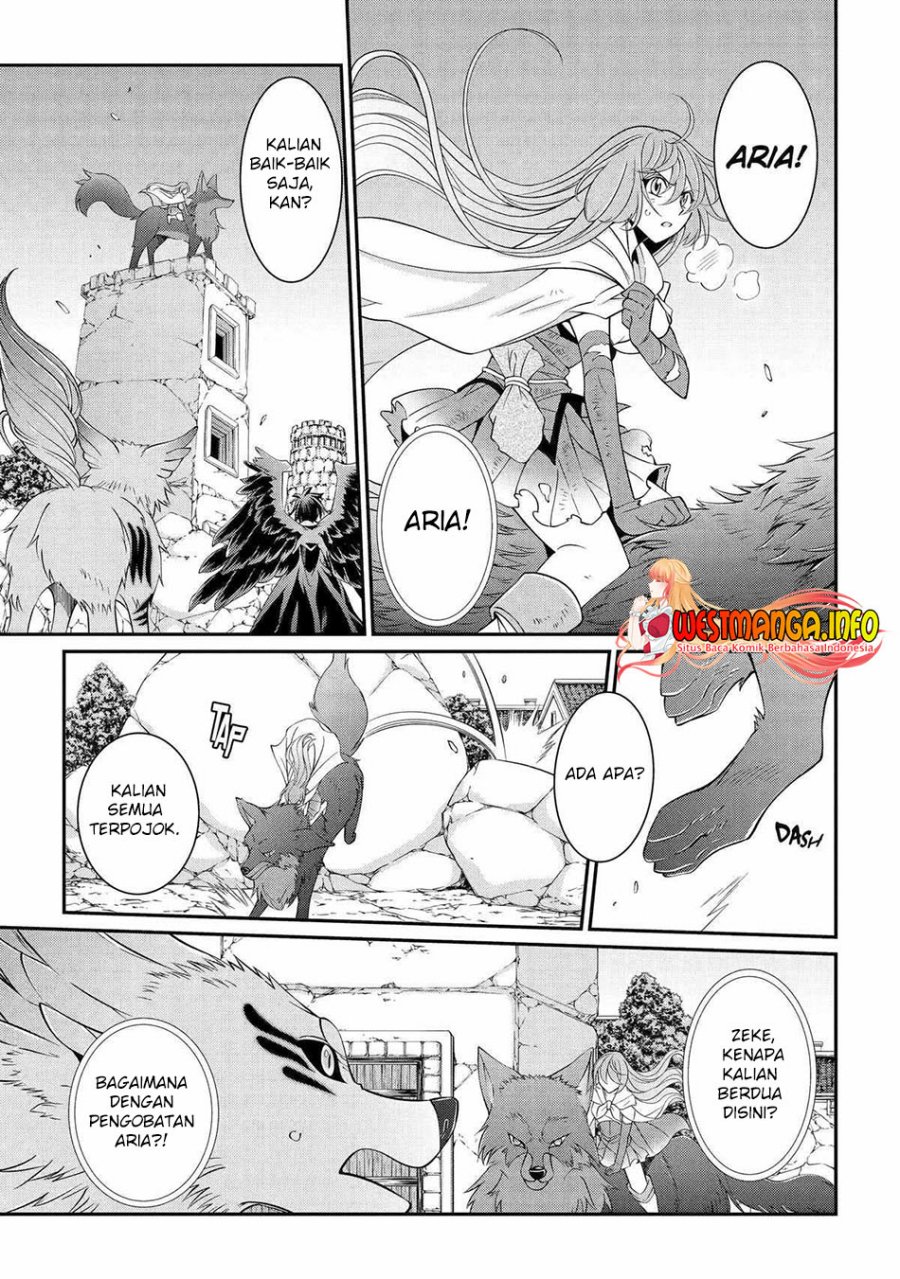 ARIA!
ARIA!
KALIAN
BAIK-BAIK
SAJA,
KAN?
WESTMANGA.INFO
Situs Baca Komik Berbahasa Indonesia
DASH
ADA APA?
TAP
KALIAN
SEMUA
TERPOJOK.
ZEKE,
KENAPA
KALIAN
BERDUA
DISINI?
BAGAIMANA
DENGAN
PENGOBATAN
ARIA?!